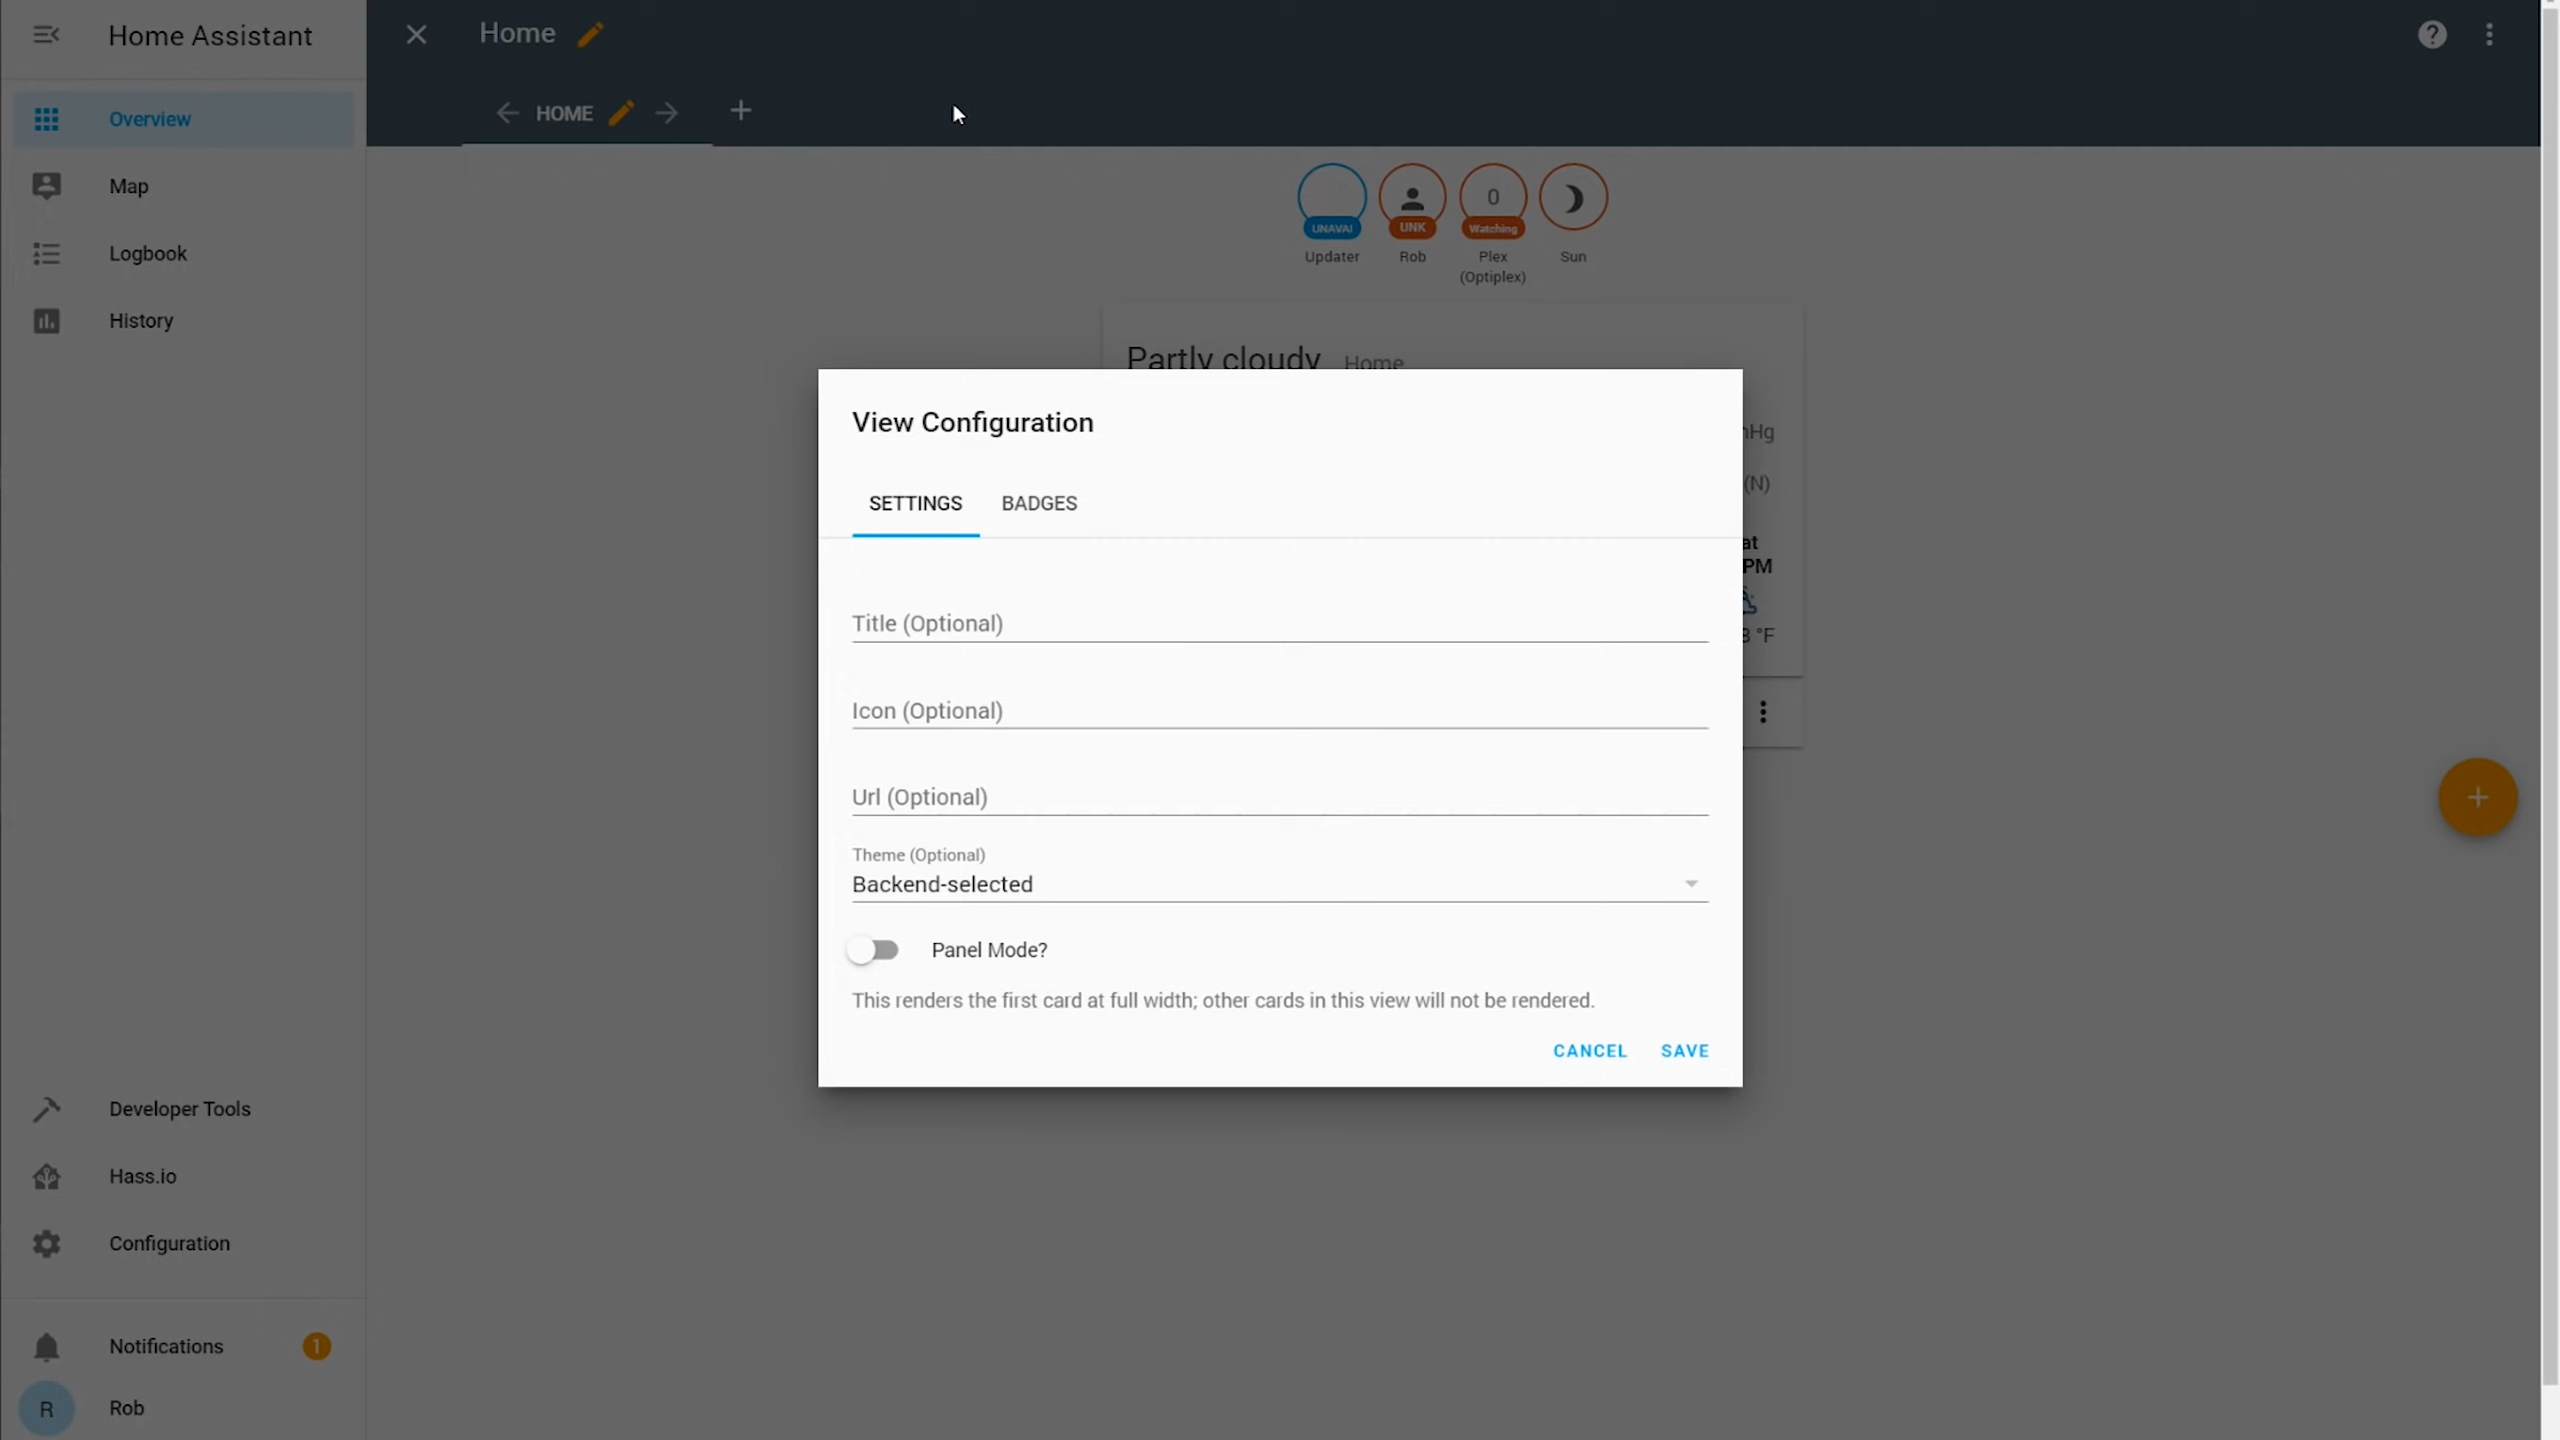 Home Assistant
Home
Overview
HOME
Map
Logbook
History
0
UNAVAI
UNK
Watching
Updater
Rob
Plex
(Optiplex)
Sun
Partly cloudy Home
View Configuration
SETTINGS BADGES
Title (Optional)
Icon (Optional)
Url (Optional)
Theme (Optional)
Backend-selected
Panel Mode?
This renders the first card at full width; other cards in this view will not be rendered.
CANCEL SAVE
(N)
PM
°F
Developer Tools
Hass.io
Configuration
Notifications 1
R Rob